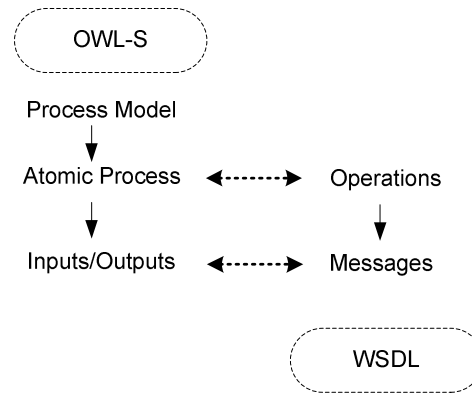 OWL-S
Process Model
Atomic Process
Operations
Inputs/Outputs
Messages
WSDL